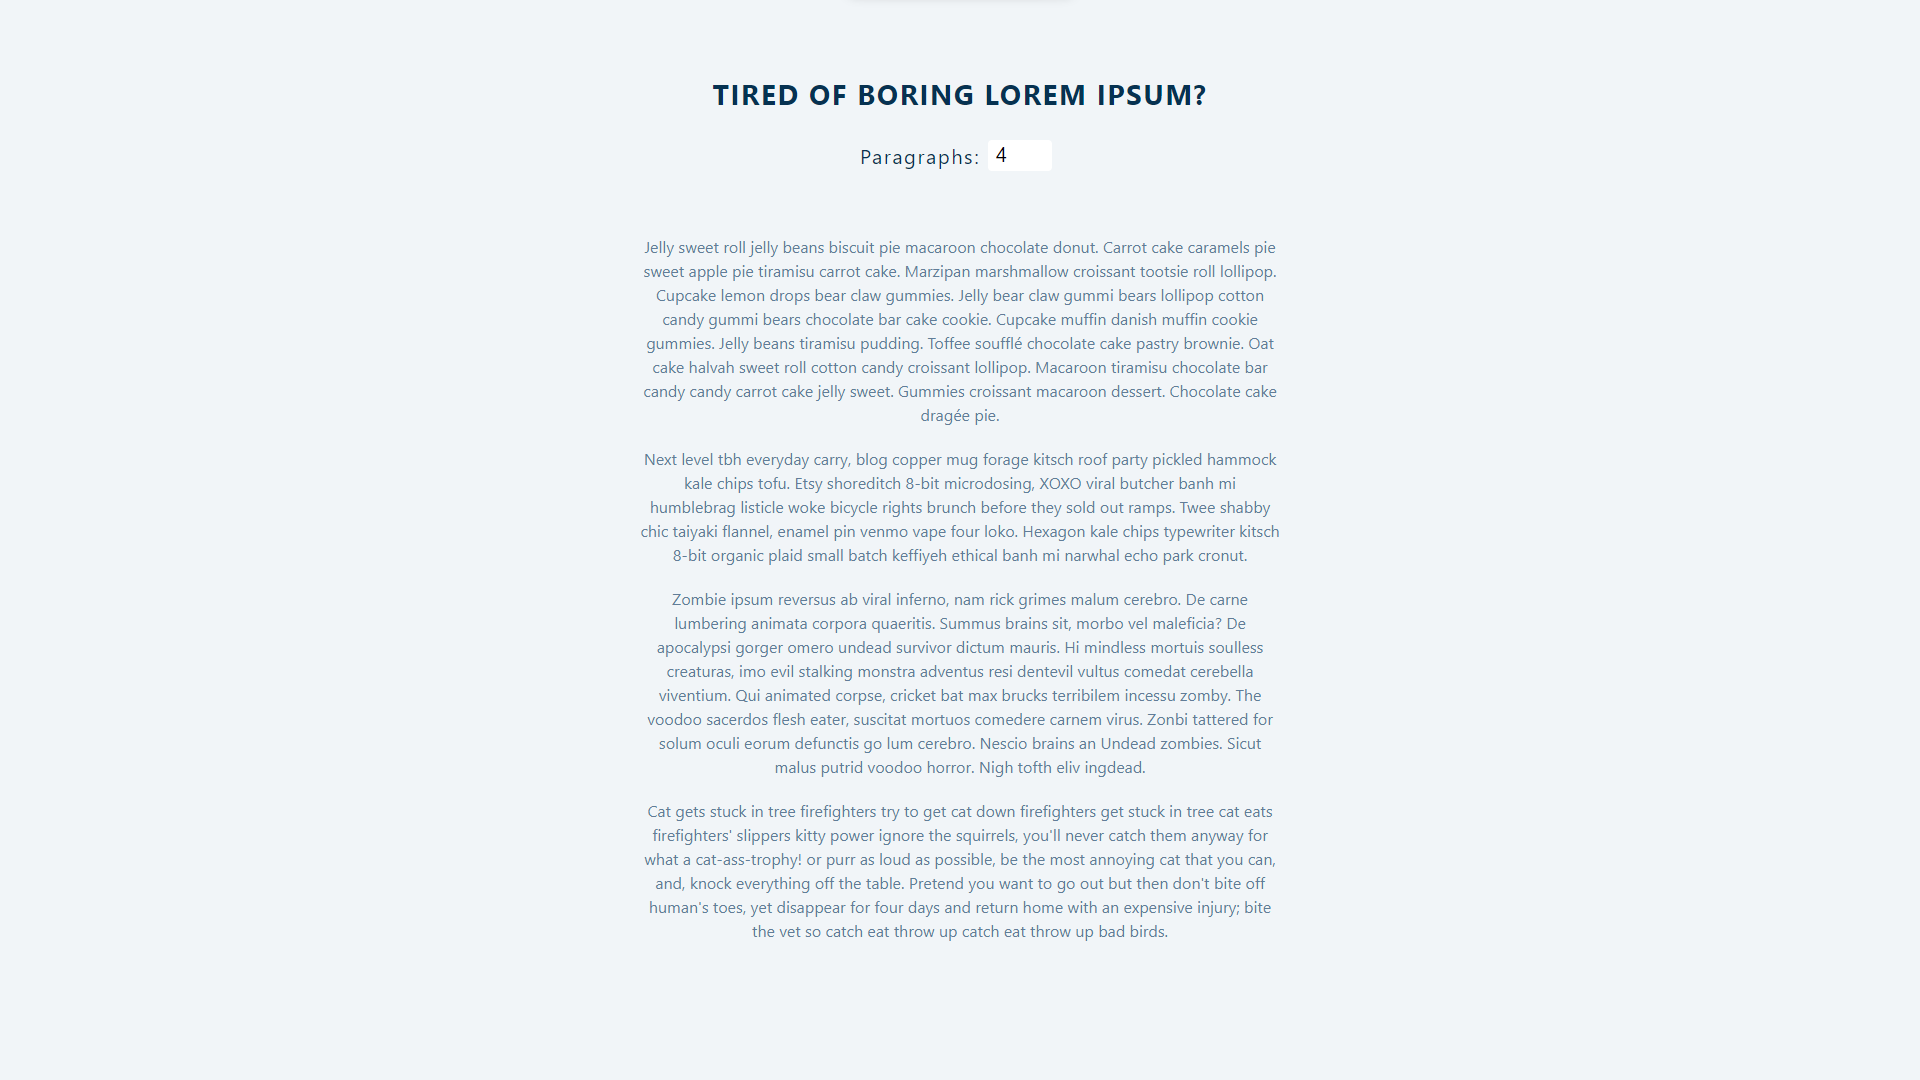 TIRED OF BORING LOREM IPSUM?
Paragraphs: 4
Jelly sweet roll jelly beans biscuit pie macaroon chocolate donut. Carrot cake caramels pie
sweet apple pie tiramisu carrot cake. Marzipan marshmallow croissant tootsie roll lollipop.
Cupcake lemon drops bear claw gummies. Jelly bear claw gummi bears lollipop cotton
candy gummi bears chocolate bar cake cookie. Cupcake muffin danish muffin cookie
gummies. Jelly beans tiramisu pudding. Toffee soufflé chocolate cake pastry brownie. Oat
cake halvah sweet roll cotton candy croissant lollipop. Macaroon tiramisu chocolate bar
candy candy carrot cake jelly sweet. Gummies croissant macaroon dessert. Chocolate cake
dragée pie.
Next level tbh everyday carry, blog copper mug forage kitsch roof party pickled hammock
kale chips tofu. Etsy shoreditch 8-bit microdosing, XOXO viral butcher banh mi
humblebrag listicle woke bicycle rights brunch before they sold out ramps. Twee shabby
chic taiyaki flannel, enamel pin venmo vape four loko. Hexagon kale chips typewriter kitsch
8-bit organic plaid small batch keffiyeh ethical banh mi narwhal echo park cronut.
Zombie ipsum reversus ab viral inferno, nam rick grimes malum cerebro. De carne
lumbering animata corpora quaeritis. Summus brains sit, morbo vel maleficia? De
apocalypsi gorger omero undead survivor dictum mauris. Hi mindless mortuis soulless
creaturas, imo evil stalking monstra adventus resi dentevil vultus comedat cerebella
viventium. Qui animated corpse, cricket bat max brucks terribilem incessu zomby. The
voodoo sacerdos flesh eater, suscitat mortuos comedere carnem virus. Zonbi tattered for
solum oculi eorum defunctis go lum cerebro. Nescio brains an Undead zombies. Sicut
malus putrid voodoo horror. Nigh tofth eliv ingdead.
Cat gets stuck in tree firefighters try to get cat down firefighters get stuck in tree cat eats
firefighters' slippers kitty power ignore the squirrels, you'll never catch them anyway for
what a cat-ass-trophy! or purr as loud as possible, be the most annoying cat that you can,
and, knock everything off the table. Pretend you want to go out but then don't bite off
human's toes, yet disappear for four days and return home with an expensive injury; bite
the vet so catch eat throw up catch eat throw up bad birds.